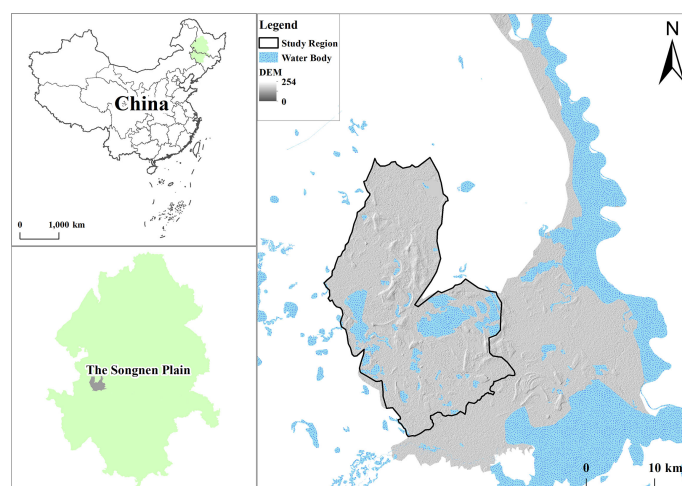 China
0 1,000 km
The Songnen Plain
Legend
Study Region
Water Body
DEM
254
0
N
0 10 km